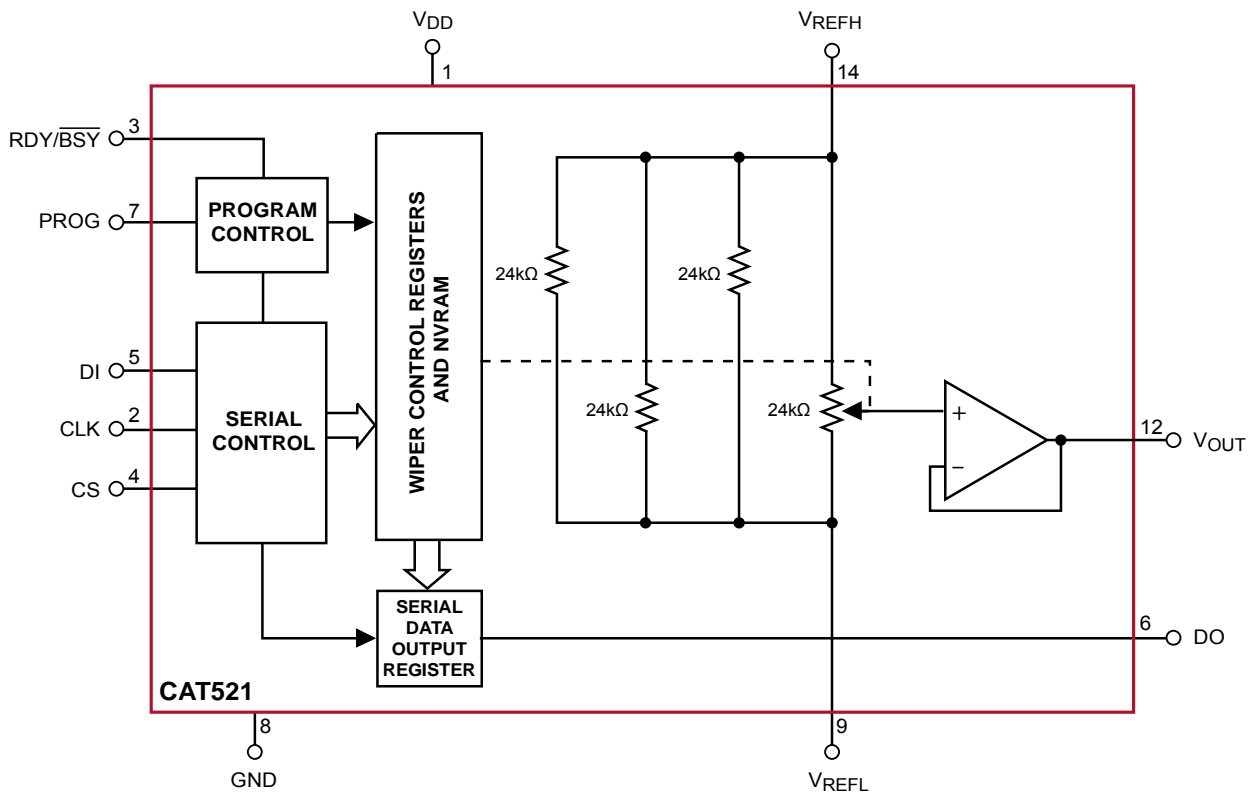 VDD
VREFH
1
14
RDY/BSY
3
PROG
7
PROGRAM
CONTROL
WIPER CONTROL REGISTERS
AND NVRAM
24kΩ
24kΩ
DI
5
CLK
2
CS
4
SERIAL
CONTROL
24kΩ
24kΩ
+
−
12
VOUT
SERIAL
DATA
OUTPUT
REGISTER
6
DO
CAT521
8
GND
9
VREFL